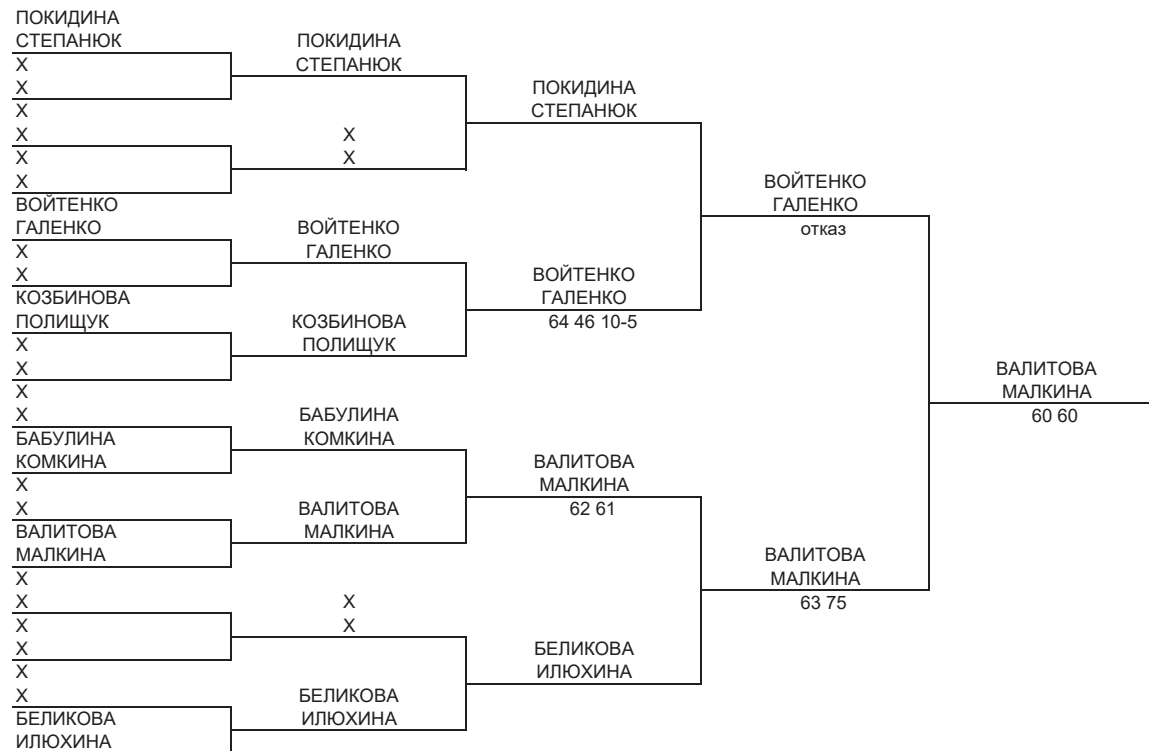 ПОКИДИНА
СТЕПАНЮК
X
X
X
X
X
X
ВОЙТЕНКО
ГАЛЕНКО
X
X
КОЗБИНОВА
ПОЛИЩУК
X
X
X
X
БАБУЛИНА
КОМКИНА
X
X
ВАЛИТОВА
МАЛКИНА
X
X
X
X
X
X
БЕЛИКОВА
ИЛЮХИНА
ПОКИДИНА
СТЕПАНЮК
X
X
ВОЙТЕНКО
ГАЛЕНКО
КОЗБИНОВА
ПОЛИЩУК
БАБУЛИНА
КОМКИНА
ВАЛИТОВА
МАЛКИНА
X
X
БЕЛИКОВА
ИЛЮХИНА
ПОКИДИНА
СТЕПАНЮК
ВОЙТЕНКО
ГАЛЕНКО
64 46 10-5
ВАЛИТОВА
МАЛКИНА
62 61
БЕЛИКОВА
ИЛЮХИНА
ВОЙТЕНКО
ГАЛЕНКО
отказ
ВАЛИТОВА
МАЛКИНА
63 75
ВАЛИТОВА
МАЛКИНА
60 60